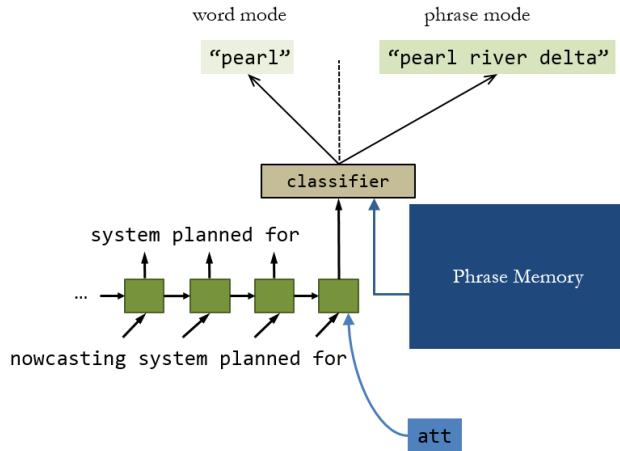 word mode
phrase mode
“pearl”
“pearl river delta”
classifier
system planned for
Phrase Memory
...
nowcasting system planned for
att